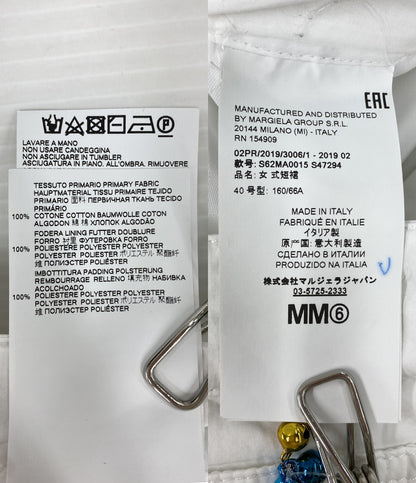 LAVARE A MANO
NON USARE CANDEGGINA
NON ASCIUGARE IN TUMBLER
ASCIUGATURA IN PIANO. ALL'OMBRA. RIMUOVERE
TESSUTO PRIMARIO PRIMARY FABRIC
HAUPTMATERIAL TISSU PRIMAIRE TEJIDO
PRIMARIO 面料 ПЕРВИЧНАЯ ТКАНЬ TECIDO
PRIMÁRIO
100% COTONE COTTON BAUMWOLLE COTON
ALGODON 棉 綿 ХЛОПОК ALGODÃO
FODERA LINING FUTTER DOUBLURE
FORRO 衬里 ФУТЕРОВКА FORRO
100% POLIESTERE POLYESTER POLYESTER
POLYESTER POLIESTER ポリエステル 聚酯纤
维 ПОЛИЭСТЕР POLIÉSTER
IMBOTTITURA PADDING POLSTERUNG
REMBOURRAGE RELLENO 填充物 НАБИВКА
ACOLCHOADO
100% POLIESTERE POLYESTER POLYESTER
POLYESTER POLIESTER ポリエステル 聚酯纤
维 ПОЛИЭСТЕР POLIÉSTER
EAC
MANUFACTURED AND DISTRIBUTED
BY MARGIELA GROUP S.R.L.
20144 MILANO (MI) - ITALY
RN 154909
02PR/2019/3006/1 - 2019 02
款号: S62MA0015 S47294
品名: 女 式短裙
40 号型: 160/66A
MADE IN ITALY
FABRIQUÉ EN ITALIE
イタリア製
原产国: 意大利制造
СДЕЛАНО В ИТАЛИИ
PRODUZIDO NA ITALIA
株式会社マルジェラジャパン
03-5725-2333
MM⑥